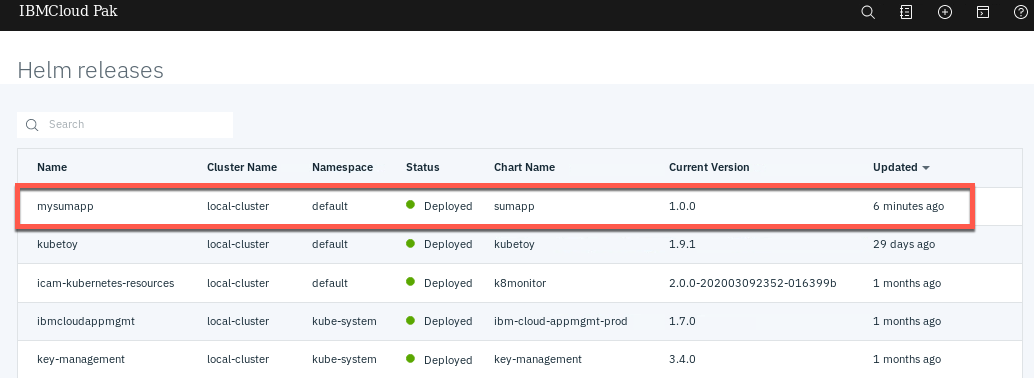 IBMCloud Pak
Helm releases
Search
Name Cluster Name Namespace Status Chart Name Current Version Updated
mysumapp local-cluster default Deployed sumapp 1.0.0 6 minutes ago
kubetoy local-cluster default Deployed kubetoy 1.9.1 29 days ago
icam-kubernetes-resources local-cluster default Deployed k8monitor 2.0.0-202003092352-016399b 1 months ago
ibmcloudappmgmt local-cluster kube-system Deployed ibm-cloud-appmgmt-prod 1.7.0 1 months ago
key-management local-cluster kube-system Deployed key-management 3.4.0 1 months ago